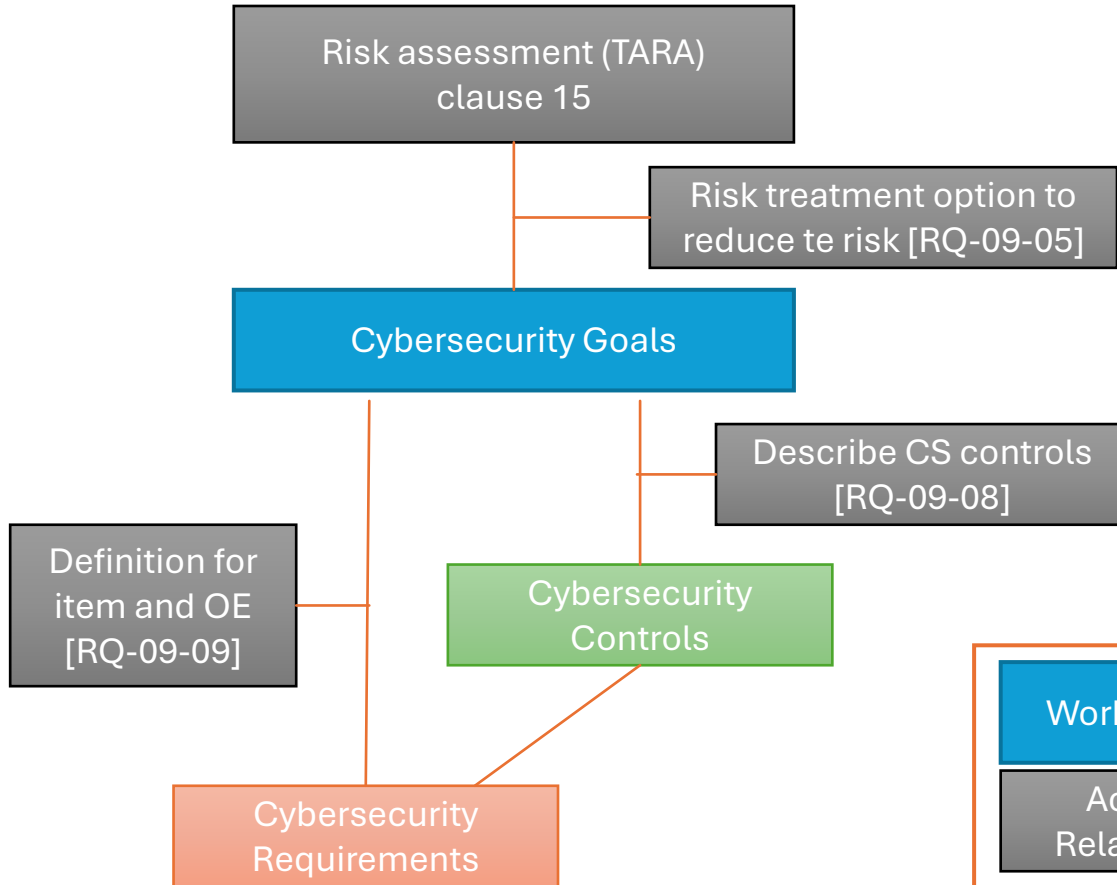 Risk assessment (TARA)
clause 15
Risk treatment option to
reduce te risk [RQ-09-05]
Cybersecurity Goals
Describe CS controls
[RQ-09-08]
Definition for
item and OE
[RQ-09-09]
Cybersecurity
Controls
Cybersecurity
Requirements